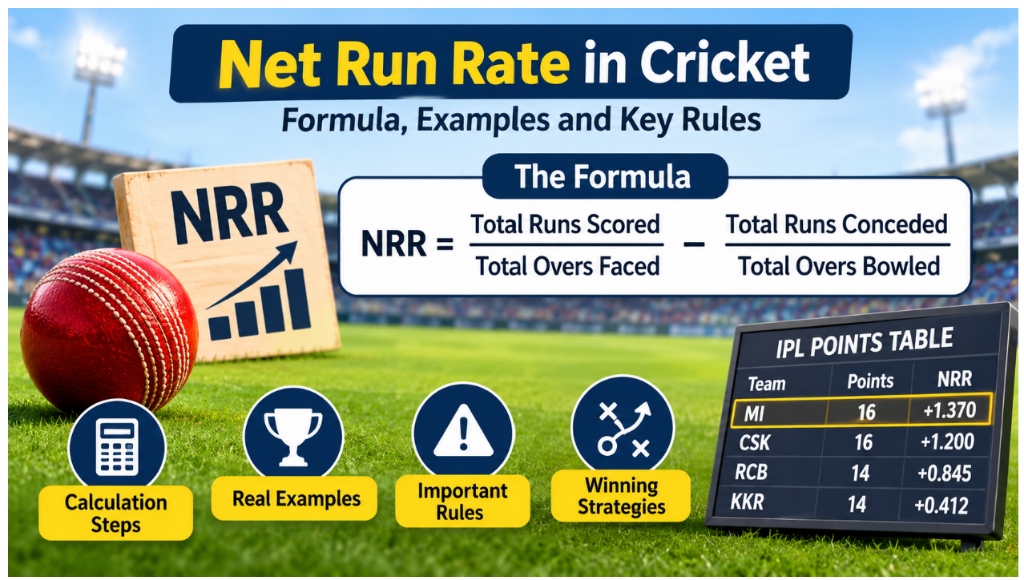 Net Run Rate in Cricket
Formula, Examples and Key Rules
NRR
The Formula
NRR = Total Runs Scored
Total Overs Faced
–
Total Runs Conceded
Total Overs Bowled
IPL POINTS TABLE
Team Points NRR
MI 16 +1.370
CSK 16 +1.200
RCB 14 +0.845
KKR 14 +0.412
Calculation
Steps
Real Examples
Important
Rules
Winning
Strategies